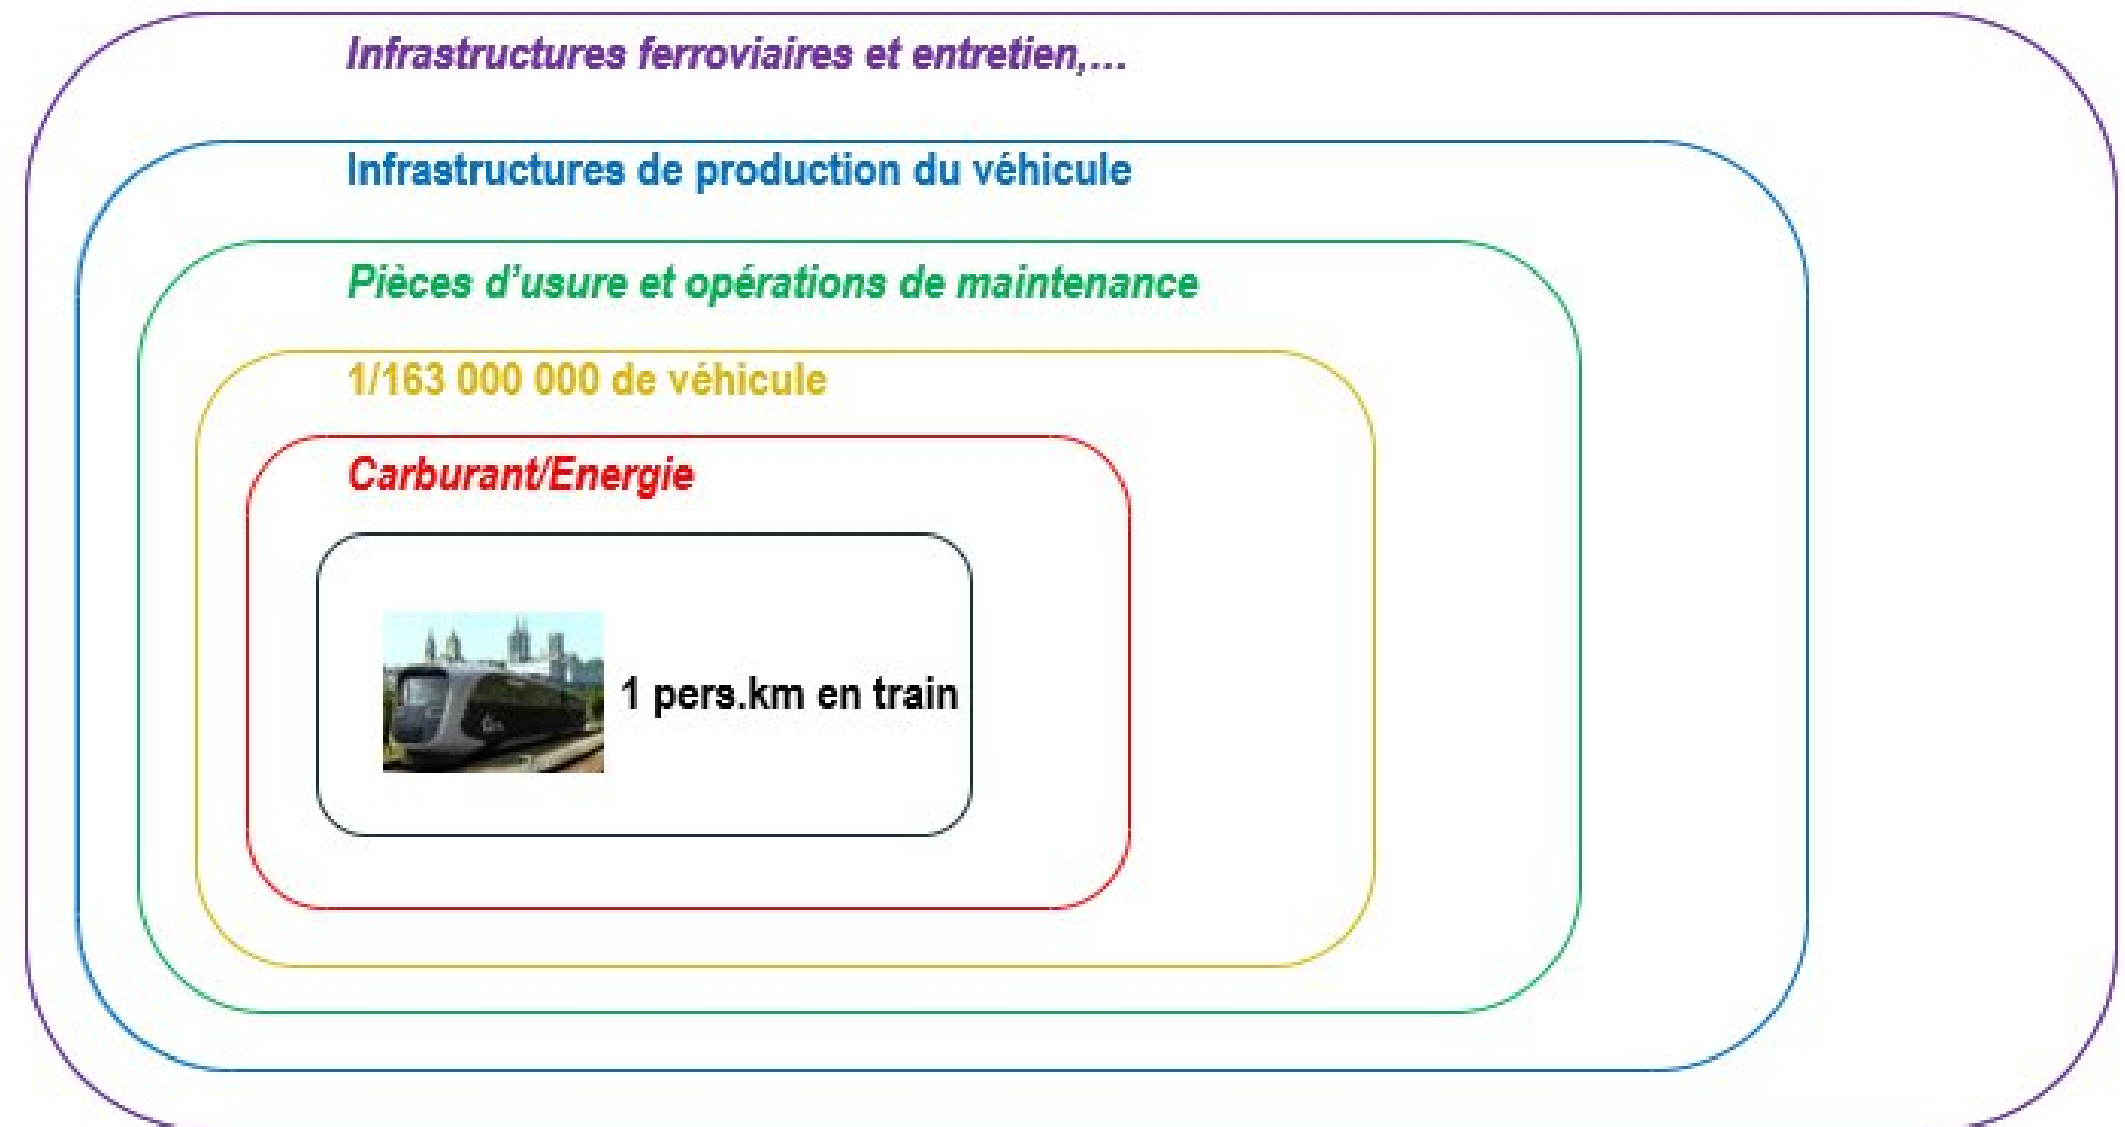 Infrastructures ferroviaires et entretien,...
Infrastructures de production du véhicule
Pièces d’usure et opérations de maintenance
1/163 000 000 de véhicule
Carburant/Energie
1 pers.km en train